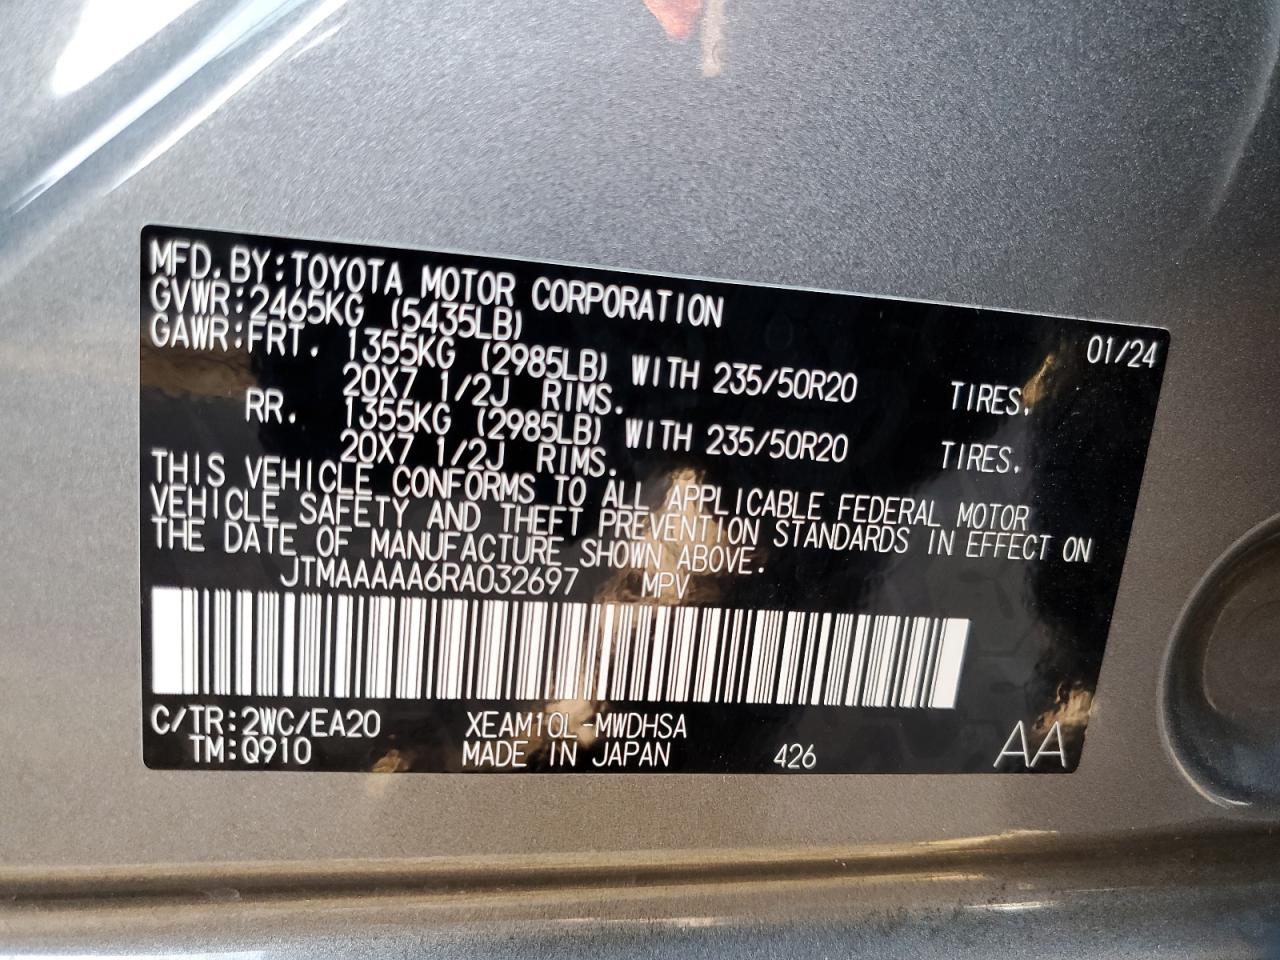 MFD. BY:TOYOTA MOTOR CORPORATION 01/24
GVWR:2465KG (5435LB)
GAWR:FRT. 1355KG (2985LB) WITH 235/50R20 TIRES,
20X7 1/2J RIMS.
RR. 1355KG (2985LB) WITH 235/50R20 TIRES,
20X7 1/2J RIMS.
THIS VEHICLE CONFORMS TO ALL APPLICABLE FEDERAL MOTOR
VEHICLE SAFETY AND THEFT PREVENTION STANDARDS IN EFFECT ON
THE DATE OF MANUFACTURE SHOWN ABOVE.
JTMAAAAA6RA032697 MPV
C/TR:2WC/EA20 XEAM10L-MWDHSA
TM:Q910 MADE IN JAPAN 426 AA